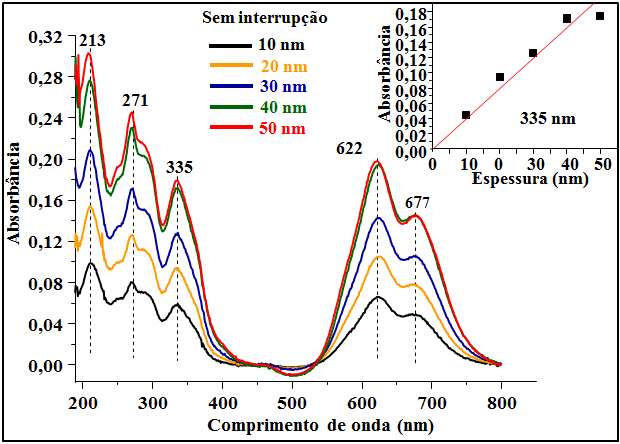 Sem interrupção
10 nm
20 nm
30 nm
40 nm
50 nm
Absorbância
0,32
0,28
0,24
0,20
0,16
0,12
0,08
0,04
0,00
213
271
335
622
677
200 300 400 500 600 700 800
Comprimento de onda (nm)
Absorbância
0,18
0,16
0,14
0,12
0,10
0,08
0,06
0,04
0,02
0,00
335 nm
0 10 0 30 40 50
Espessura (nm)